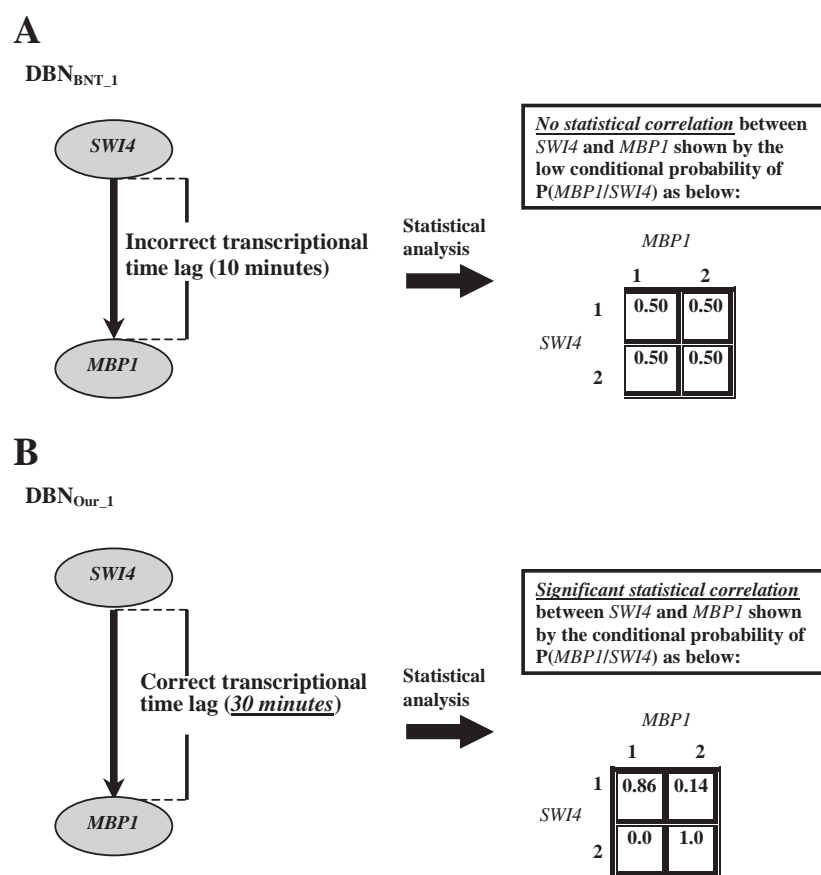 A
DBNBNT_1
SWI4
Incorrect transcriptional
time lag (10 minutes)
MBP1
Statistical
analysis
No statistical correlation between
SWI4 and MBP1 shown by the
low conditional probability of
P(MBP1/SWI4) as below:
MBP1
1 2
1 0.50 0.50
SWI4
2 0.50 0.50
B
DBNOur_1
SWI4
Correct transcriptional
time lag (30 minutes)
MBP1
Statistical
analysis
Significant statistical correlation
between SWI4 and MBP1 shown
by the conditional probability of
P(MBP1/SWI4) as below:
MBP1
1 2
1 0.86 0.14
SWI4
2 0.0 1.0